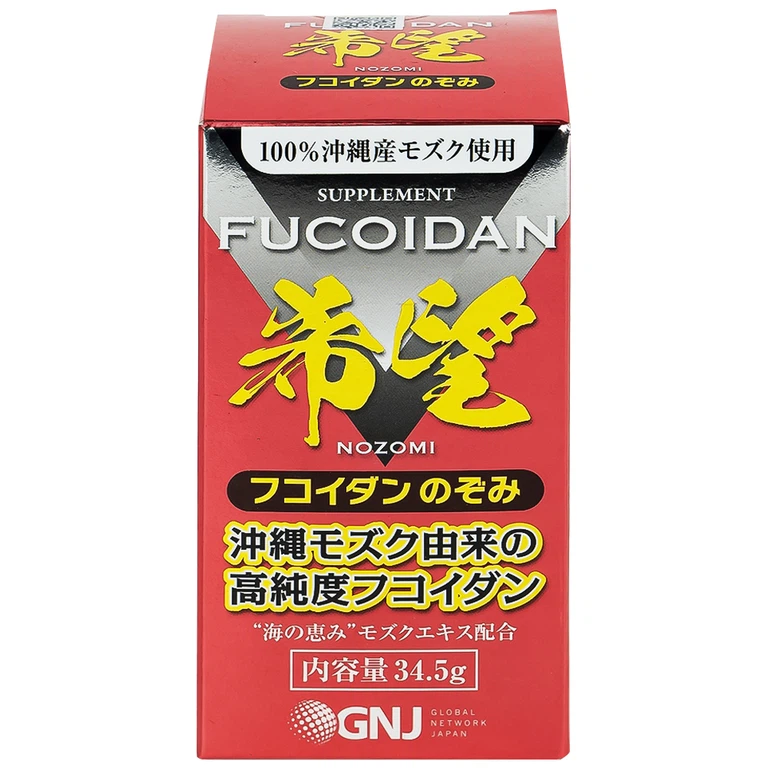 FUCOIDAN
希望
NOZOMI
フコイダン のぞみ
100%沖縄産モズク使用
SUPPLEMENT
FUCOIDAN
希望
NOZOMI
フコイダン のぞみ
沖縄モズク由来の
高純度フコイダン
“海の恵み”モズクエキス配合
内容量 34.5g
GNJ GLOBAL
NETWORK
JAPAN